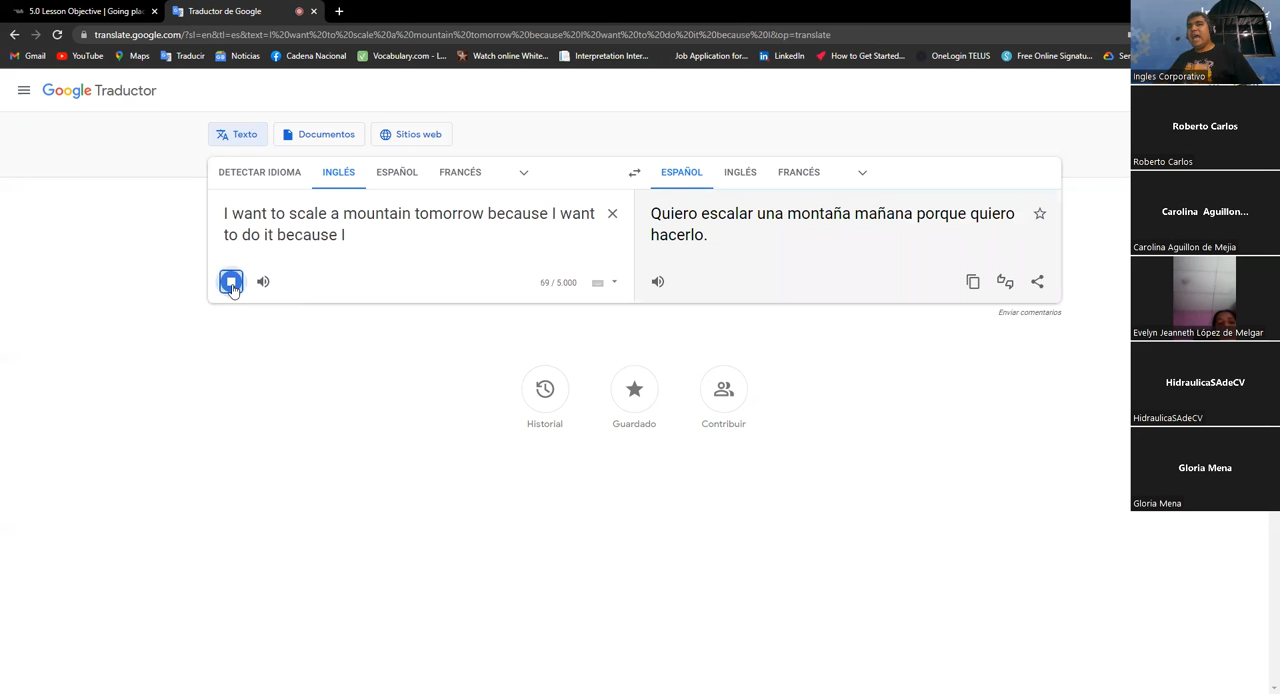 5.0 Lesson Objective | Going pla
Traductor de Google
translate.google.com/?sl=en&tl=es&text=I%20want%20to%20scale%20a%20mountain%20tomorrow%20because%20I%20want%20to%20do%20it%20because%20I&op=translate
Gmail YouTube Maps Traducir Noticias Cadena Nacional Vocabulary.com - L... Watch online White... Interpretation Inter... Job Application for... LinkedIn How to Get Started... OneLogin TELUS Free Online Signatu... Ser
Google Traductor
Texto Documentos Sitios web
DETECTAR IDIOMA INGLÉS ESPAÑOL FRANCÉS ESPAÑOL INGLÉS FRANCÉS
I want to scale a mountain tomorrow because I want
to do it because I
69 / 5.000
Quiero escalar una montaña mañana porque quiero
hacerlo.
Enviar comentarios
Historial Guardado Contribuir
Ingles Corporativo
Roberto Carlos
Roberto Carlos
Carolina Aguillon...
Carolina Aguillon de Mejia
Evelyn Jeanneth López de Melgar
HidraulicaSAdeCV
HidraulicaSAdeCV
Gloria Mena
Gloria Mena